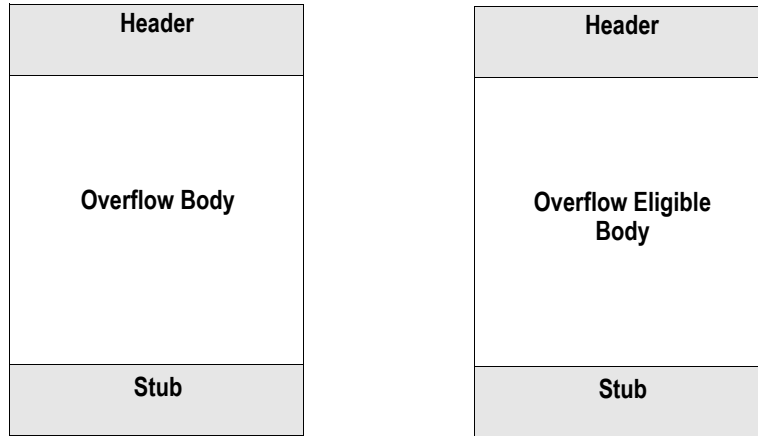 Header
Overflow Body
Stub
Header
Overflow Eligible
Body
Stub